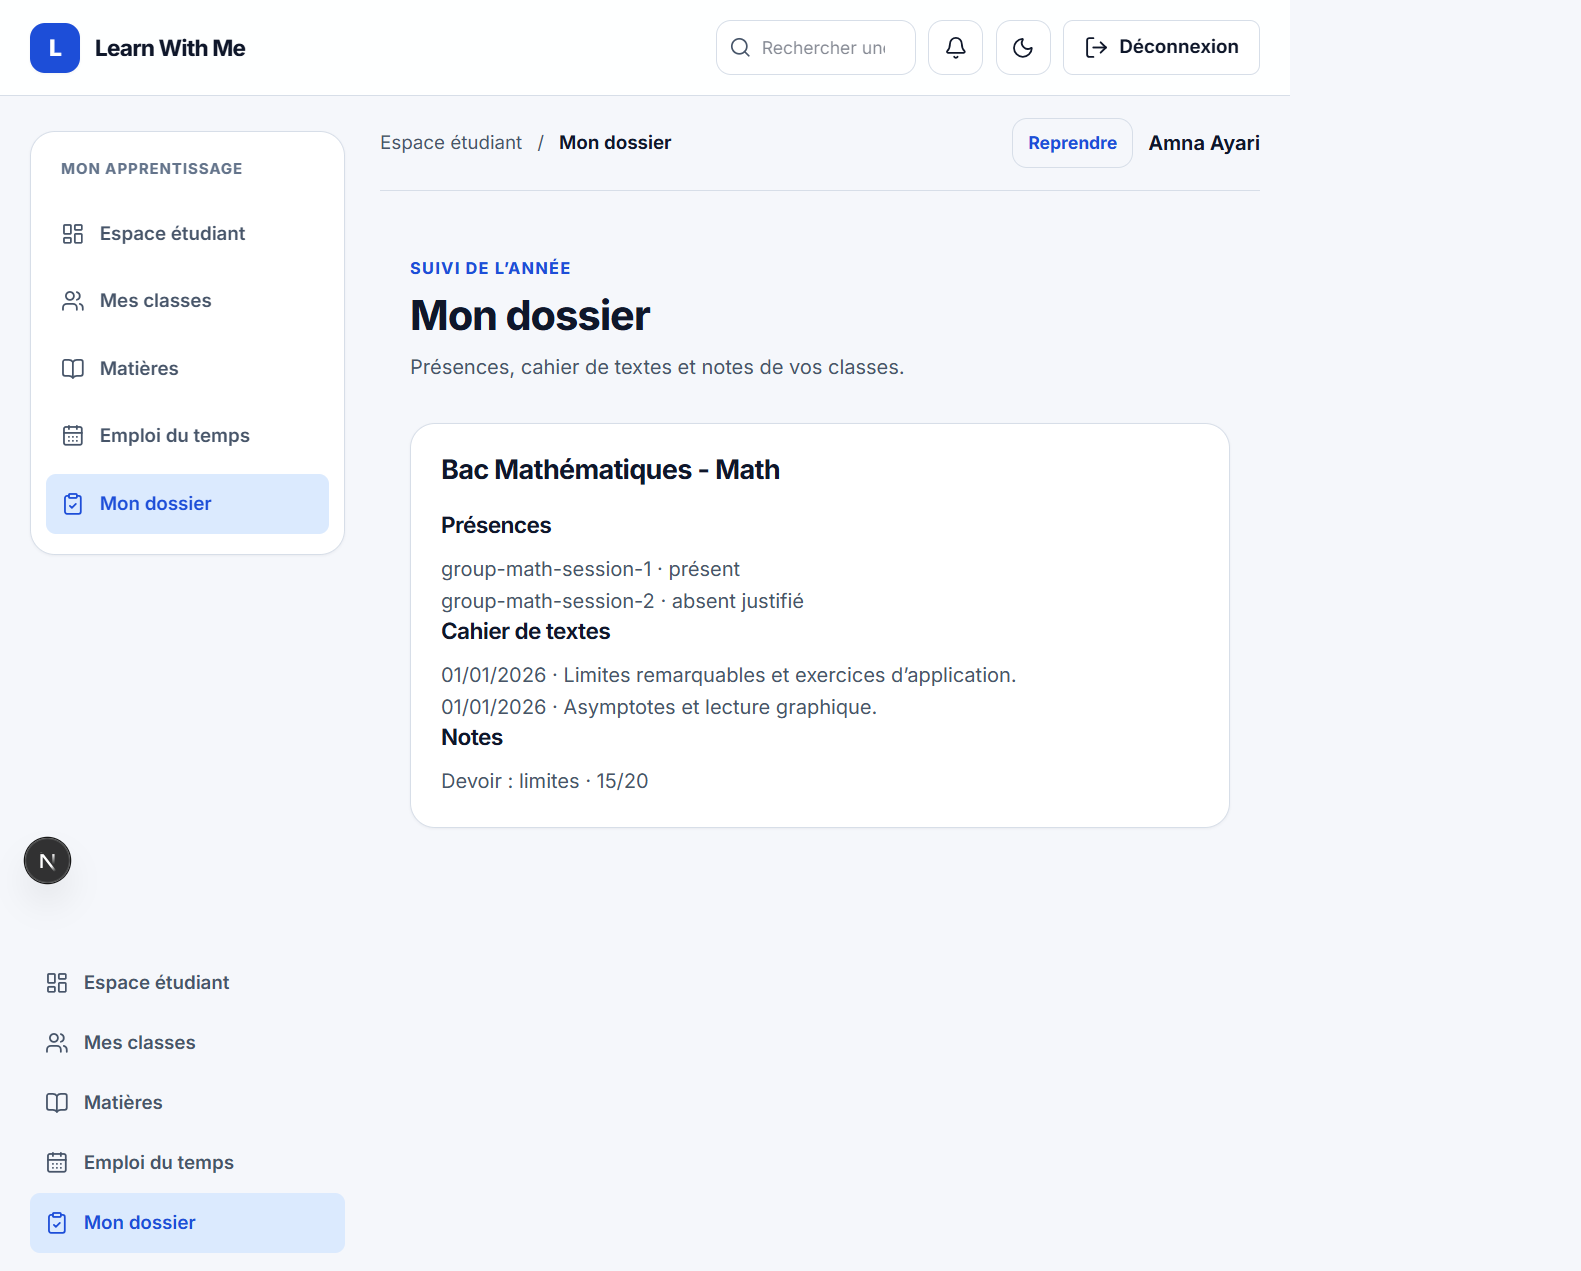 L Learn With Me
Rechercher une
Déconnexion
MON APPRENTISSAGE
Espace étudiant
Mes classes
Matières
Emploi du temps
Mon dossier
Espace étudiant / Mon dossier
Reprendre
Amna Ayari
SUIVI DE L’ANNÉE
Mon dossier
Présences, cahier de textes et notes de vos classes.
Bac Mathématiques - Math
Présences
group-math-session-1 · présent
group-math-session-2 · absent justifié
Cahier de textes
01/01/2026 · Limites remarquables et exercices d’application.
01/01/2026 · Asymptotes et lecture graphique.
Notes
Devoir : limites · 15/20
N
Espace étudiant
Mes classes
Matières
Emploi du temps
Mon dossier